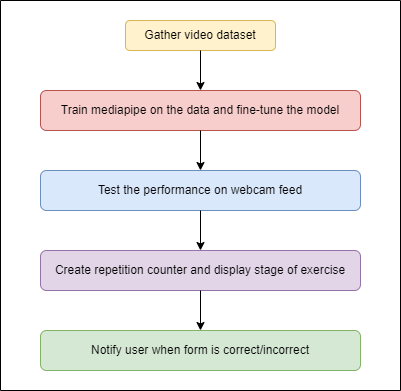 Gather video dataset
Train mediapipe on the data and fine-tune the model
Test the performance on webcam feed
Create repetition counter and display stage of exercise
Notify user when form is correct/incorrect